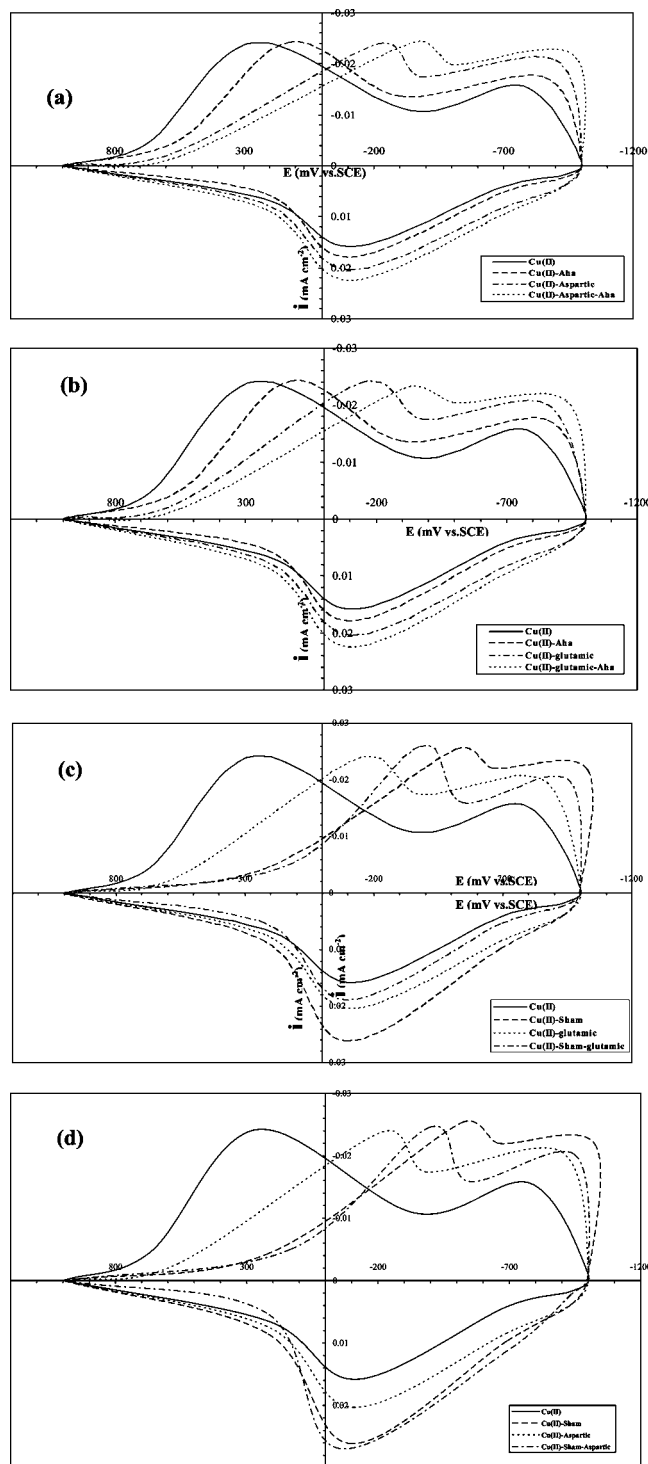 (a)
-0.03
-0.02
-0.01
800
300
-200
-700
-1200
0
E (mV vs.SCE)
0.01
0.02
0.03
i (mA cm⁻²)
Cu(II)
Cu(II)-Aha
Cu(II)-Aspartic
Cu(II)-Aspartic-Aha
(b)
-0.03
-0.02
-0.01
800
300
-200
-700
-1200
0
E (mV vs.SCE)
0.01
0.02
0.03
i (mA cm⁻²)
Cu(II)
Cu(II)-Aha
Cu(II)-glutamic
Cu(II)-glutamic-Aha
(c)
-0.03
-0.02
-0.01
800
300
-200
E (mV vs.SCE)
-1200
0
E (mV vs.SCE)
0.02
0.03
i (mA cm⁻²)
i (mA cm⁻²)
Cu(II)
Cu(II)-Sham
Cu(II)-glutamic
Cu(II)-Sham-glutamic
(d)
-0.03
-0.02
-0.01
800
300
-200
-700
-1200
0
0.01
0.02
Cu(II)
Cu(II)-Sham
Cu(II)-Aspartic
Cu(II)-Sham-Aspartic